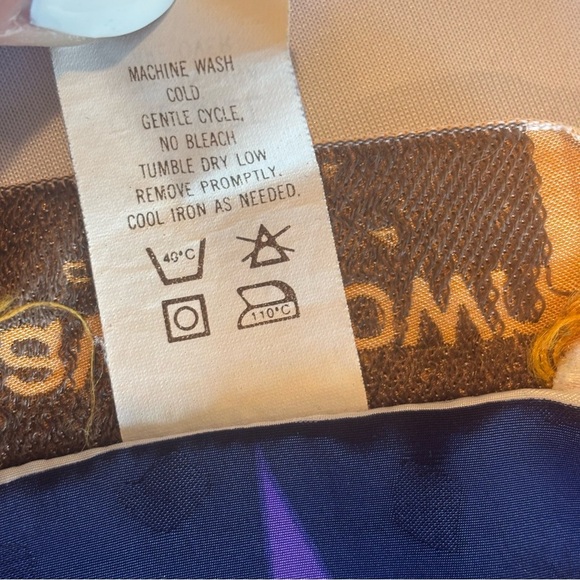 MACHINE WASH
COLD
GENTLE CYCLE,
NO BLEACH
TUMBLE DRY LOW
REMOVE PROMPTLY.
COOL IRON AS NEEDED.
40°C
110°C